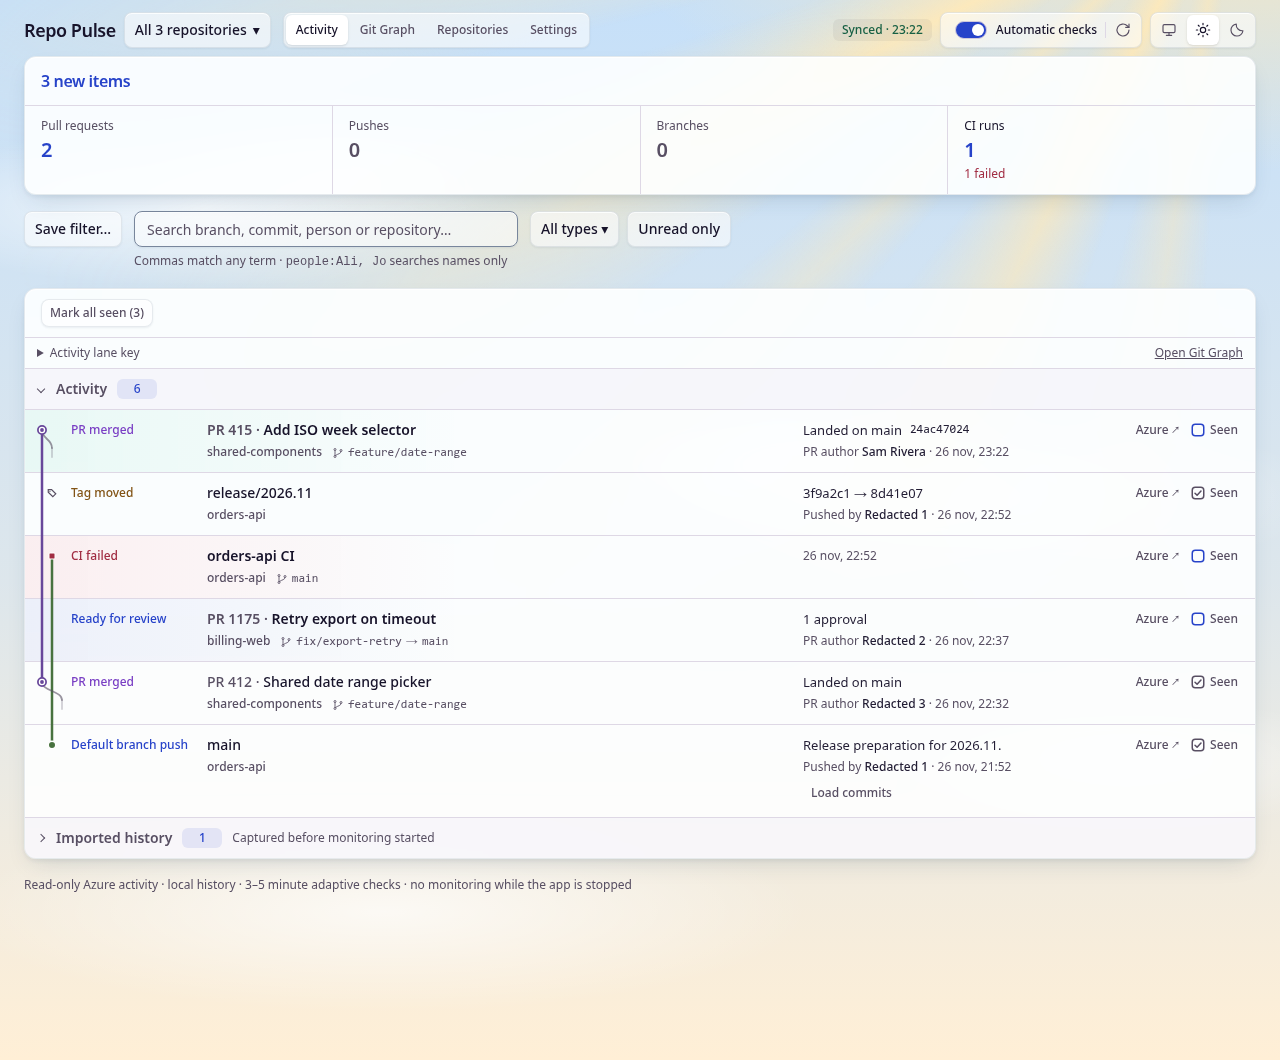 Repo Pulse
All 3 repositories ▾
Activity
Git Graph
Repositories
Settings
Synced · 23:22
Automatic checks
3 new items
Pull requests
2
Pushes
0
Branches
0
CI runs
1
1 failed
Save filter...
Search branch, commit, person or repository...
All types ▾
Unread only
Commas match any term · people:Ali, Jo searches names only
Mark all seen (3)
▶ Activity lane key
Open Git Graph
Activity 6
PR merged
PR 415 · Add ISO week selector
shared-components feature/date-range
Landed on main 24ac47024
PR author Sam Rivera · 26 nov, 23:22
Azure ↗ Seen
Tag moved
release/2026.11
orders-api
3f9a2c1 → 8d41e07
Pushed by Redacted 1 · 26 nov, 22:52
Azure ↗ Seen
CI failed
orders-api CI
orders-api main
26 nov, 22:52
Azure ↗ Seen
Ready for review
PR 1175 · Retry export on timeout
billing-web fix/export-retry → main
1 approval
PR author Redacted 2 · 26 nov, 22:37
Azure ↗ Seen
PR merged
PR 412 · Shared date range picker
shared-components feature/date-range
Landed on main
PR author Redacted 3 · 26 nov, 22:32
Azure ↗ Seen
Default branch push
main
orders-api
Release preparation for 2026.11.
Pushed by Redacted 1 · 26 nov, 21:52
Load commits
Azure ↗ Seen
Imported history 1 Captured before monitoring started
Read-only Azure activity · local history · 3–5 minute adaptive checks · no monitoring while the app is stopped